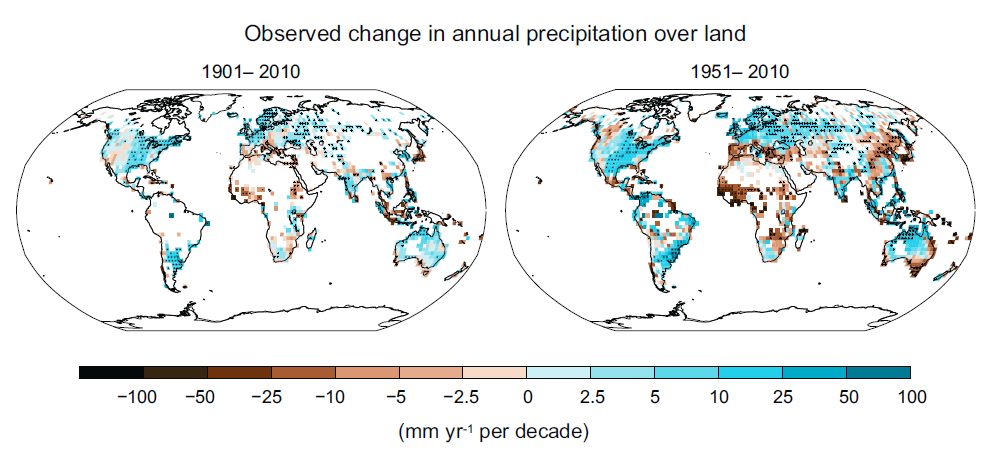 Observed change in annual precipitation over land
1901– 2010
1951– 2010
−100 −50 −25 −10 −5 −2.5 0 2.5 5 10 25 50 100
(mm yr-1 per decade)